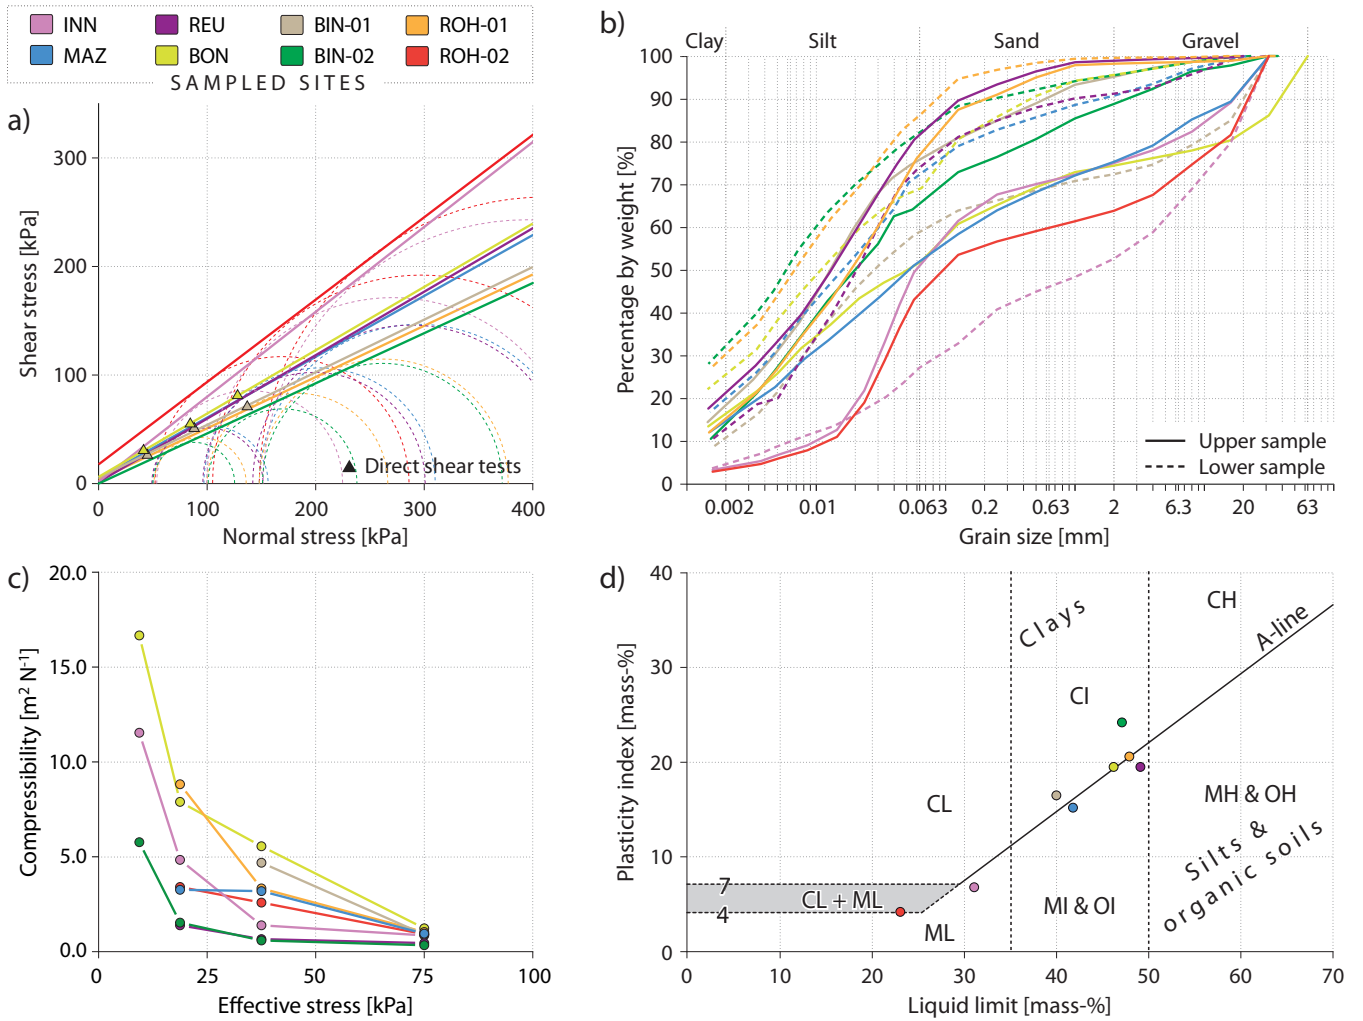 INN REU BIN-01 ROH-01
MAZ BON BIN-02 ROH-02
SAMPLED SITES
a)
Shear stress [kPa]
300
200
100
0
0 100 200 300 400
Normal stress [kPa]
Direct shear tests
b)
Clay Silt Sand Gravel
Percentage by weight [%]
100
90
80
70
60
50
40
30
20
10
0
Upper sample
Lower sample
0.002 0.01 0.063 0.2 0.63 2 6.3 20 63
Grain size [mm]
c)
Compressibility [m² N⁻¹]
20.0
15.0
10.0
5.0
0.0
0 25 50 75 100
Effective stress [kPa]
d)
Plasticity index [mass-%]
40
30
20
10
0
Clays
CH
A-line
CI
CL
MH & OH
Silts &
organic soils
7
CL + ML
4
MI & OI
ML
0 10 20 30 40 50 60 70
Liquid limit [mass-%]